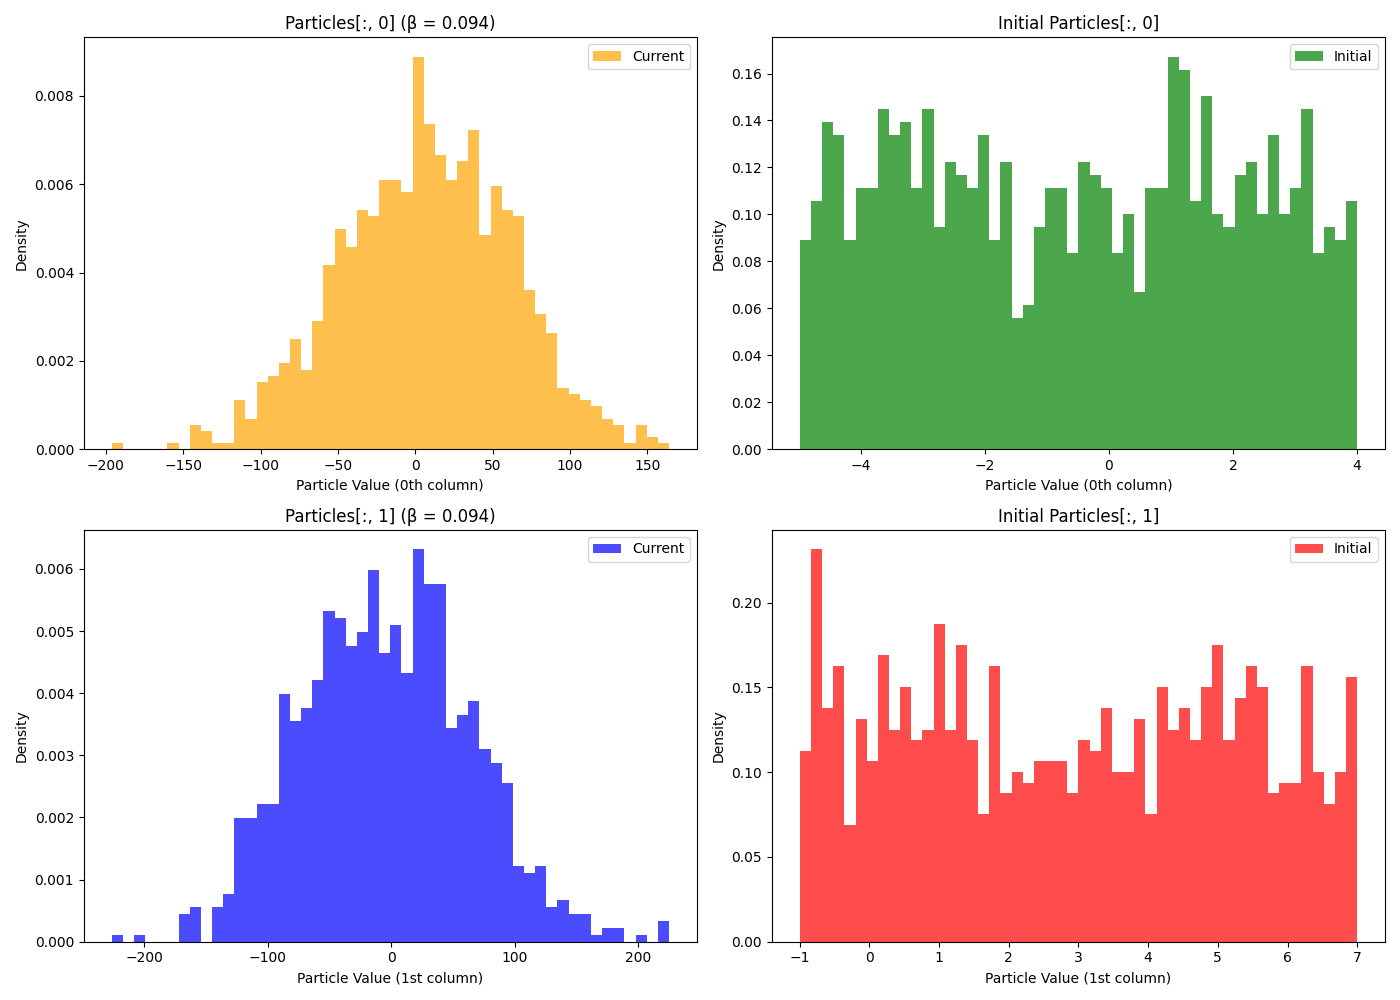 Particles[:, 0] (β = 0.094)
Current
Density
0.008
0.006
0.004
0.002
0.000
−200 −150 −100 −50 0 50 100 150
Particle Value (0th column)
Initial Particles[:, 0]
Initial
Density
0.16
0.14
0.12
0.10
0.08
0.06
0.04
0.02
0.00
−4 −2 0 2 4
Particle Value (0th column)
Particles[:, 1] (β = 0.094)
Current
Density
0.006
0.005
0.004
0.003
0.002
0.001
0.000
−200 −100 0 100 200
Particle Value (1st column)
Initial Particles[:, 1]
Initial
Density
0.20
0.15
0.10
0.05
0.00
−1 0 1 2 3 4 5 6 7
Particle Value (1st column)